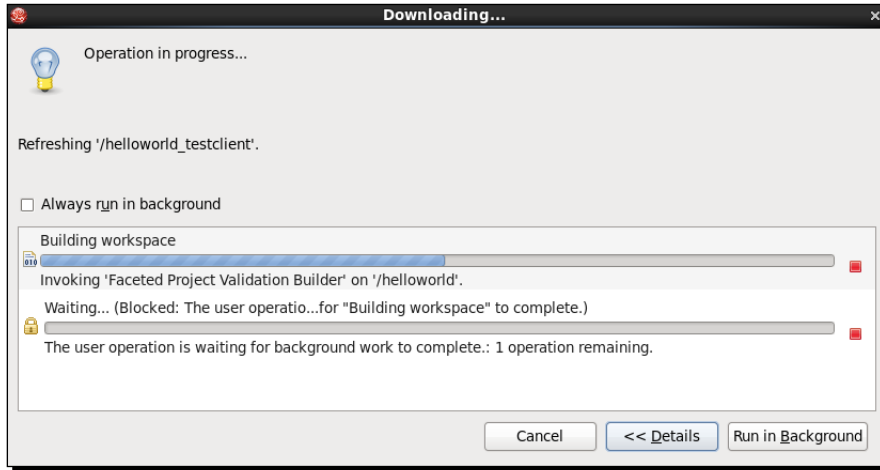 Downloading...
Operation in progress...
Refreshing '/helloworld_testclient'.
Always run in background
Building workspace
Invoking 'Faceted Project Validation Builder' on '/helloworld'.
Waiting... (Blocked: The user operatio...for "Building workspace" to complete.)
The user operation is waiting for background work to complete.: 1 operation remaining.
Cancel
<< Details
Run in Background